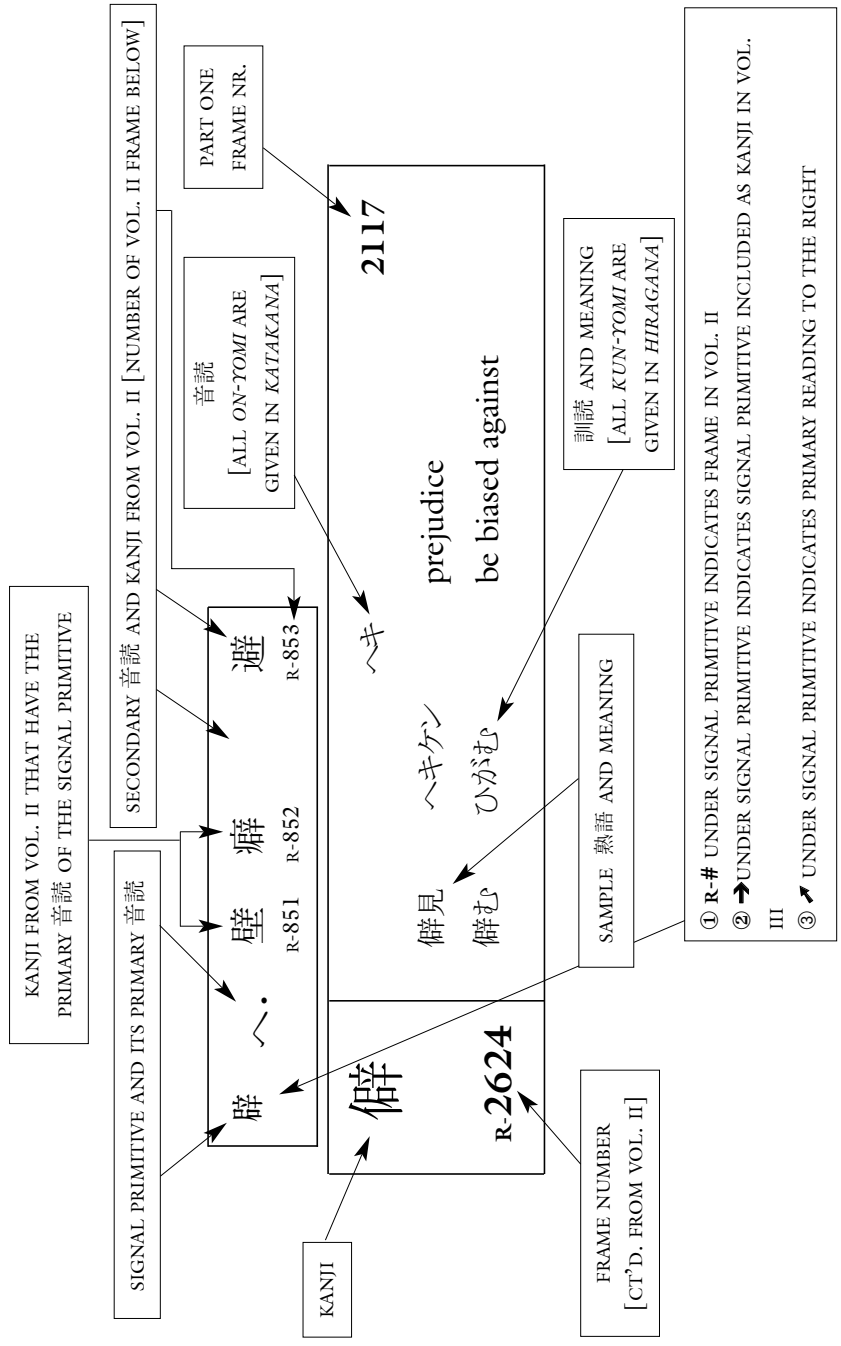 KANJI FROM VOL. II THAT HAVE THE
PRIMARY 音読 OF THE SIGNAL PRIMITIVE
SECONDARY 音読 AND KANJI FROM VOL. II [NUMBER OF VOL. II FRAME BELOW]
SIGNAL PRIMITIVE AND ITS PRIMARY 音読
PART ONE
FRAME NR.
音読
[ALL ON-YOMI ARE
GIVEN IN KATAKANA]
辟 ヘ・ 壁 癖 避
R-851 R-852 R-853
KANJI
僻 ヘキ 2117
僻見 ヘキケン prejudice
僻む ひがむ be biased against
R-2624
訓読 AND MEANING
[ALL KUN-YOMI ARE
GIVEN IN HIRAGANA]
SAMPLE 熟語 AND MEANING
FRAME NUMBER
[CT'D. FROM VOL. II]
① R-# UNDER SIGNAL PRIMITIVE INDICATES FRAME IN VOL. II
② ➔UNDER SIGNAL PRIMITIVE INDICATES SIGNAL PRIMITIVE INCLUDED AS KANJI IN VOL.
III
③ ➚ UNDER SIGNAL PRIMITIVE INDICATES PRIMARY READING TO THE RIGHT